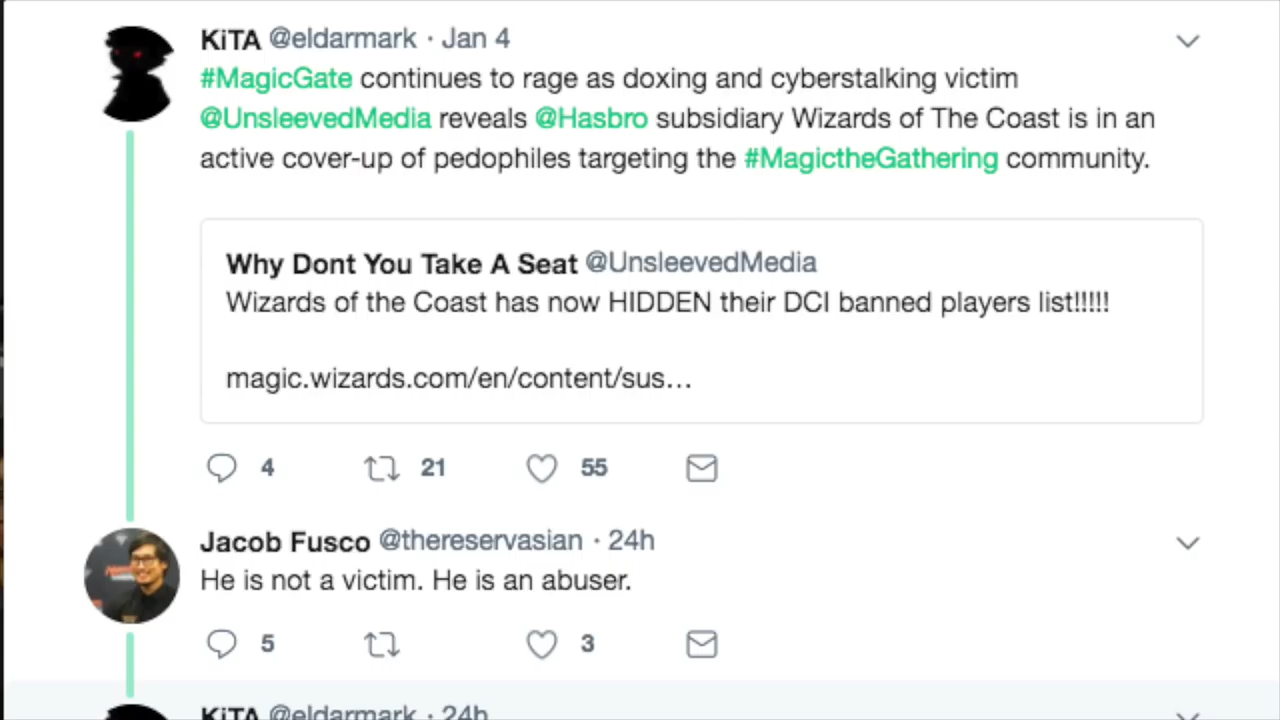 KiTA @eldarmark · Jan 4
#MagicGate continues to rage as doxing and cyberstalking victim
@UnsleevedMedia reveals @Hasbro subsidiary Wizards of The Coast is in an
active cover-up of pedophiles targeting the #MagictheGathering community.
Why Dont You Take A Seat @UnsleevedMedia
Wizards of the Coast has now HIDDEN their DCI banned players list!!!!!
magic.wizards.com/en/content/sus...
4 21 55
Jacob Fusco @thereservasian · 24h
He is not a victim. He is an abuser.
5 3
KiTA @eldarmark · 24h